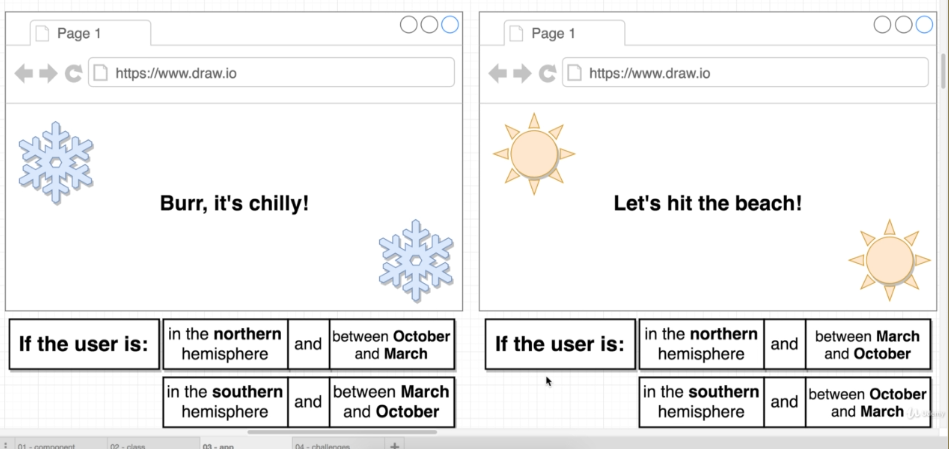 Page 1
https://www.draw.io
Burr, it's chilly!
If the user is:
in the northern
hemisphere
and
between October
and March
in the southern
hemisphere
and
between March
and October
Page 1
https://www.draw.io
Let's hit the beach!
If the user is:
in the northern
hemisphere
and
between March
and October
in the southern
hemisphere
and
between October
and March
01 - component
02 - class
03 - app
04 - challenges